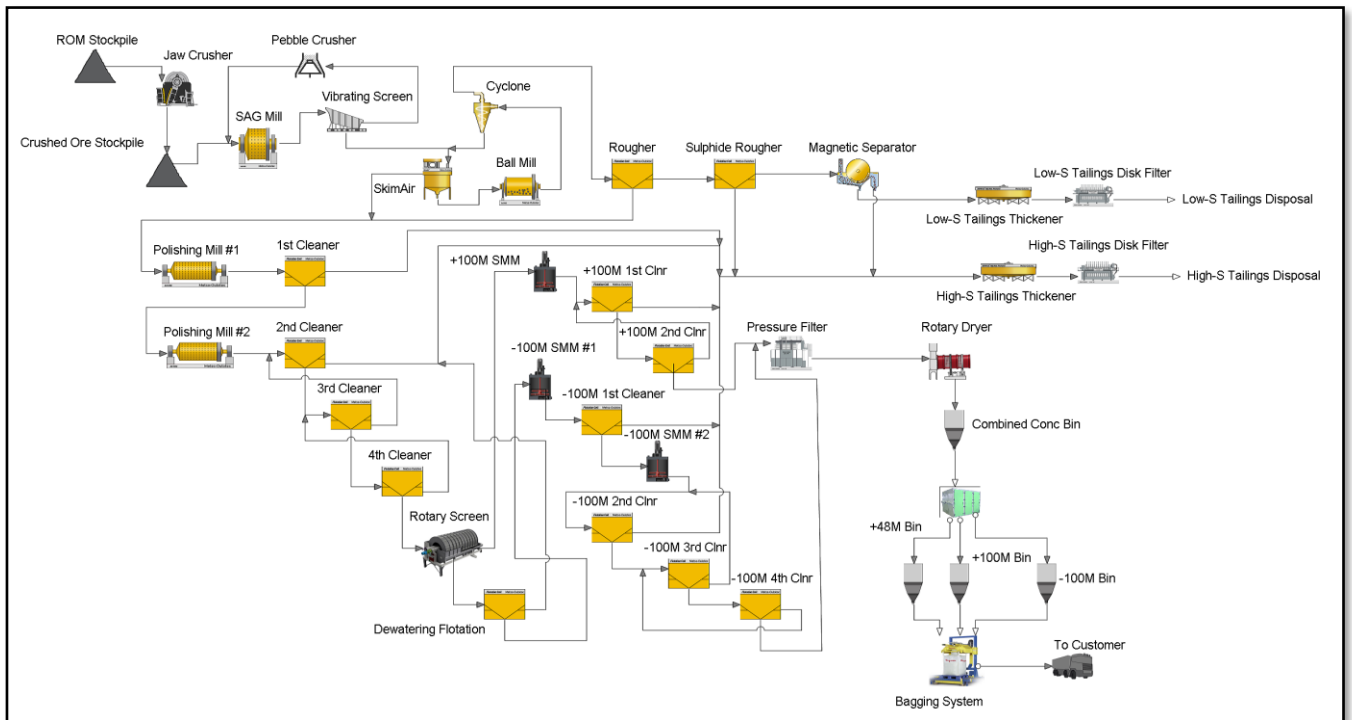 ROM Stockpile
Jaw Crusher
Pebble Crusher
Vibrating Screen
SAG Mill
Crushed Ore Stockpile
Cyclone
Ball Mill
SkimAir
Rougher
Sulphide Rougher
Magnetic Separator
Low-S Tailings Disk Filter
Low-S Tailings Disposal
Low-S Tailings Thickener
High-S Tailings Disk Filter
High-S Tailings Disposal
High-S Tailings Thickener
Polishing Mill #1
1st Cleaner
Polishing Mill #2
2nd Cleaner
3rd Cleaner
4th Cleaner
Rotary Screen
Dewatering Flotation
+100M SMM
+100M 1st Clnr
+100M 2nd Clnr
-100M SMM #1
-100M 1st Cleaner
-100M SMM #2
-100M 2nd Clnr
-100M 3rd Clnr
-100M 4th Clnr
Pressure Filter
Rotary Dryer
Combined Conc Bin
+48M Bin
+100M Bin
-100M Bin
To Customer
Bagging System